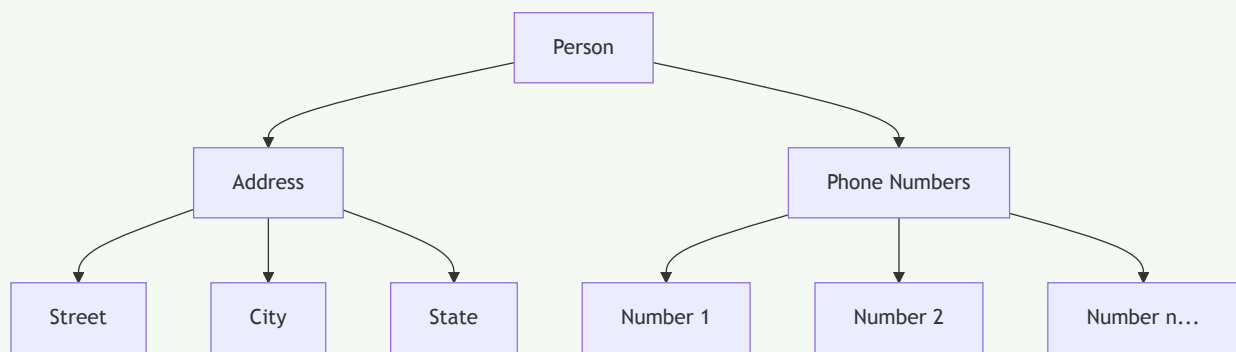 Person
Address
Phone Numbers
Street
City
State
Number 1
Number 2
Number n...